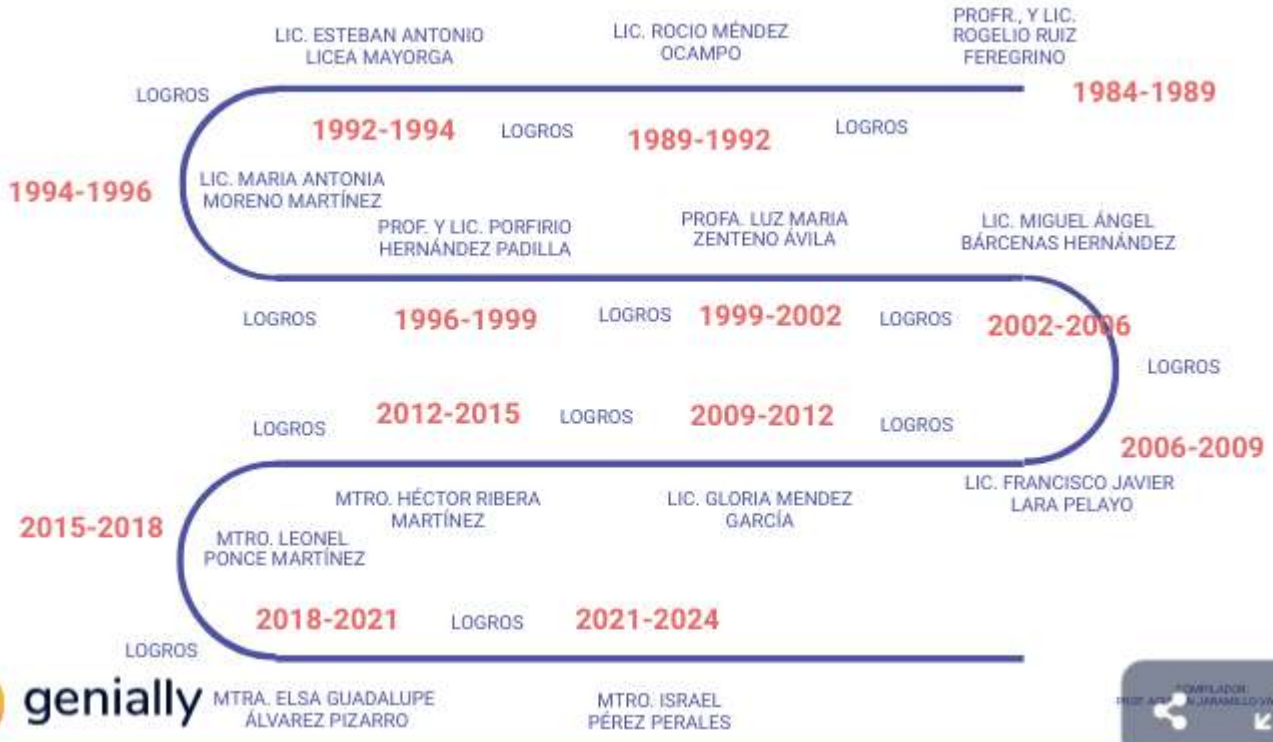 LIC. ESTEBAN ANTONIO
LICEA MAYORGA
LIC. ROCIO MÉNDEZ
OCAMPO
PROFR., Y LIC.
ROGELIO RUIZ
FEREGRINO
LOGROS
1984-1989
1992-1994
LOGROS
1989-1992
LOGROS
1994-1996
LIC. MARIA ANTONIA
MORENO MARTÍNEZ
PROF. Y LIC. PORFIRIO
HERNÁNDEZ PADILLA
PROFA. LUZ MARIA
ZENTENO ÁVILA
LIC. MIGUEL ÁNGEL
BÁRCENAS HERNÁNDEZ
LOGROS
1996-1999
LOGROS
1999-2002
LOGROS
2002-2006
LOGROS
LOGROS
2012-2015
LOGROS
2009-2012
LOGROS
2006-2009
2015-2018
MTRO. LEONEL
PONCE MARTÍNEZ
MTRO. HÉCTOR RIBERA
MARTÍNEZ
LIC. GLORIA MENDEZ
GARCÍA
LIC. FRANCISCO JAVIER
LARA PELAYO
2018-2021
LOGROS
2021-2024
LOGROS
genially
MTRA. ELSA GUADALUPE
ÁLVAREZ PIZARRO
MTRO. ISRAEL
PÉREZ PERALES
COMPILADOR:
JARAMILLO